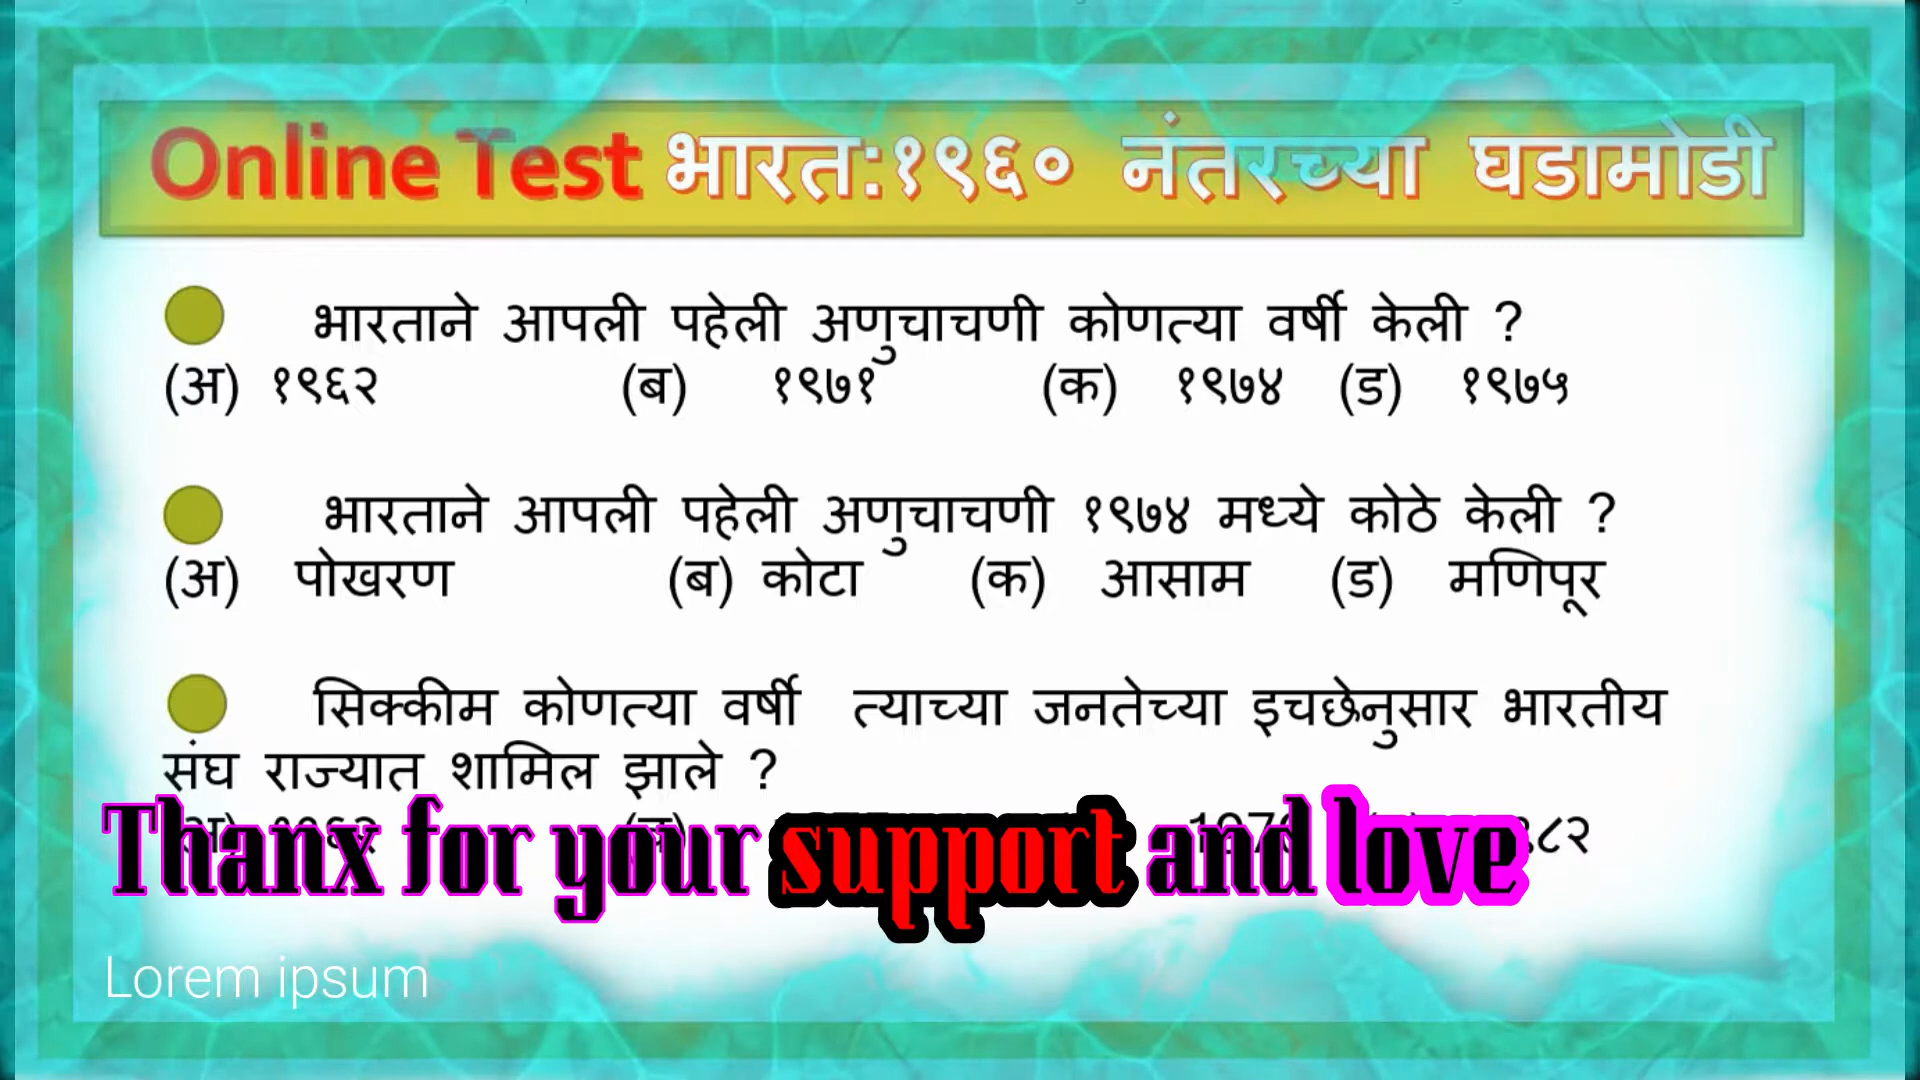 Online Test भारत:१९६० नंतरच्या घडामोडी
भारताने आपली पहेली अणुचाचणी कोणत्या वर्षी केली ?
(अ) १९६२ (ब) १९७१ (क) १९७४ (ड) १९७५
भारताने आपली पहेली अणुचाचणी १९७४ मध्ये कोठे केली ?
(अ) पोखरण (ब) कोटा (क) आसाम (ड) मणिपूर
सिक्कीम कोणत्या वर्षी त्याच्या जनतेच्या इचछेनुसार भारतीय
संघ राज्यात शामिल झाले ?
Thanx for your support and love
Lorem ipsum